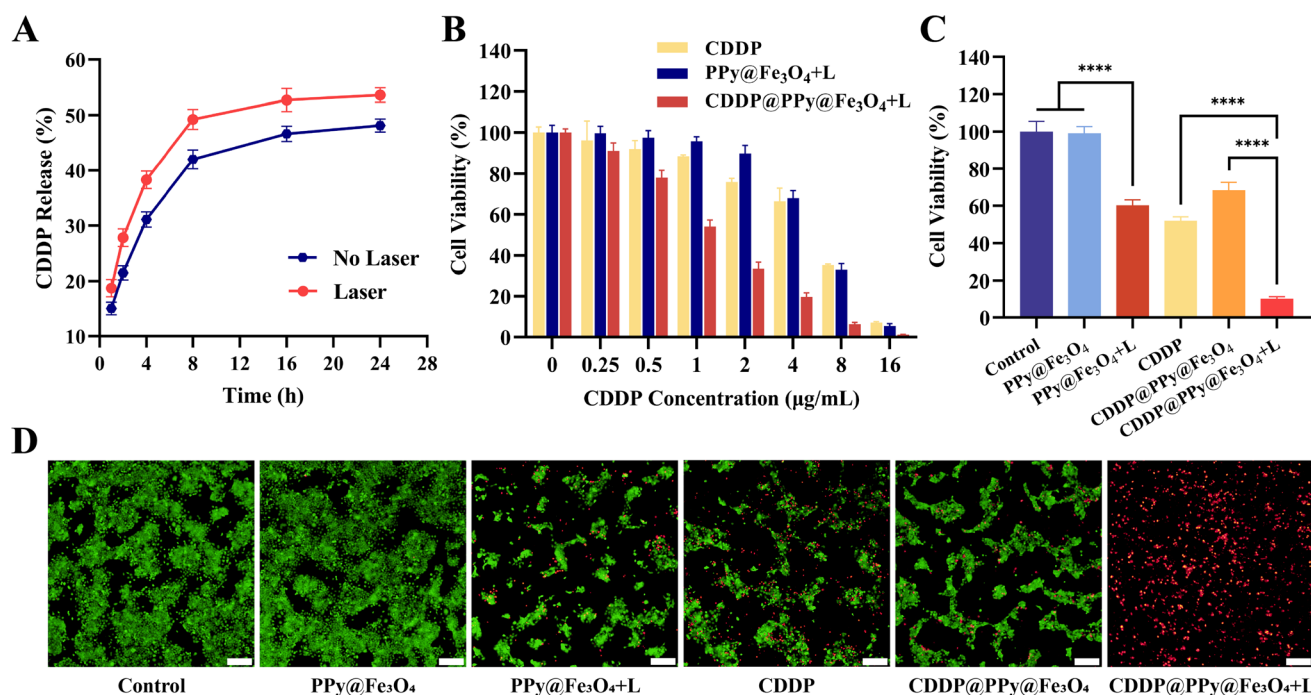 A
CDDP Release (%)
60
50
40
30
20
10
0 4 8 12 16 20 24 28
Time (h)
No Laser
Laser
B
Cell Viability (%)
140
120
100
80
60
40
20
0
0 0.25 0.5 1 2 4 8 16
CDDP Concentration (μg/mL)
CDDP
PPy@Fe₃O₄+L
CDDP@PPy@Fe₃O₄+L
C
Cell Viability (%)
140
120
100
80
60
40
20
0
****
****
****
Control
PPy@Fe₃O₄
PPy@Fe₃O₄+L
CDDP
CDDP@PPy@Fe₃O₄
CDDP@PPy@Fe₃O₄+L
D
Control PPy@Fe₃O₄ PPy@Fe₃O₄+L CDDP CDDP@PPy@Fe₃O₄ CDDP@PPy@Fe₃O₄+L